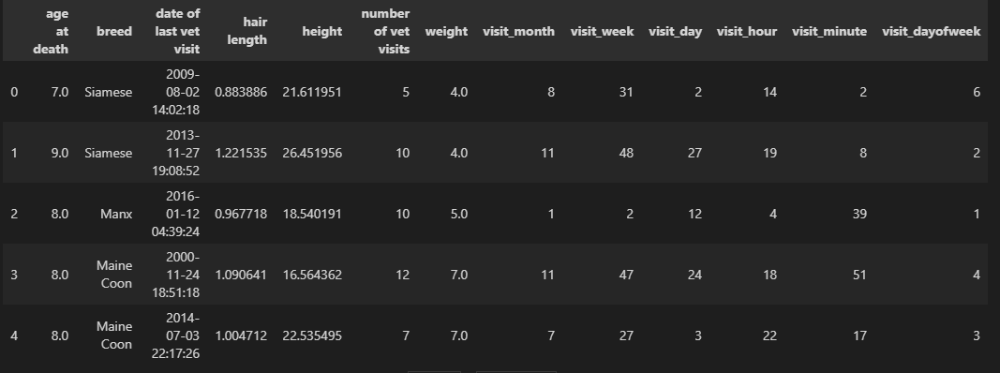 age at death breed date of last vet visit hair length height number of vet visits weight visit_month visit_week visit_day visit_hour visit_minute visit_dayofweek
0 7.0 Siamese 2009-08-02 14:02:18 0.883886 21.611951 5 4.0 8 31 2 14 2 6
1 9.0 Siamese 2013-11-27 19:08:52 1.221535 26.451956 10 4.0 11 48 27 19 8 2
2 8.0 Manx 2016-01-12 04:39:24 0.967718 18.540191 10 5.0 1 2 12 4 39 1
3 8.0 Maine Coon 2000-11-24 18:51:18 1.090641 16.564362 12 7.0 11 47 24 18 51 4
4 8.0 Maine Coon 2014-07-03 22:17:26 1.004712 22.535495 7 7.0 7 27 3 22 17 3